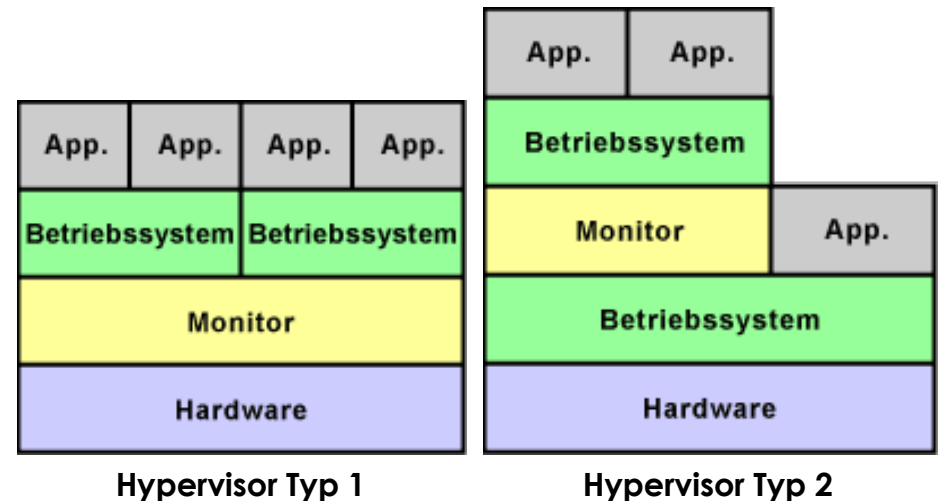 App.
App.
App.
App.
Betriebssystem
Betriebssystem
Monitor
Hardware
Hypervisor Typ 1
App.
App.
Betriebssystem
Monitor
App.
Betriebssystem
Hardware
Hypervisor Typ 2